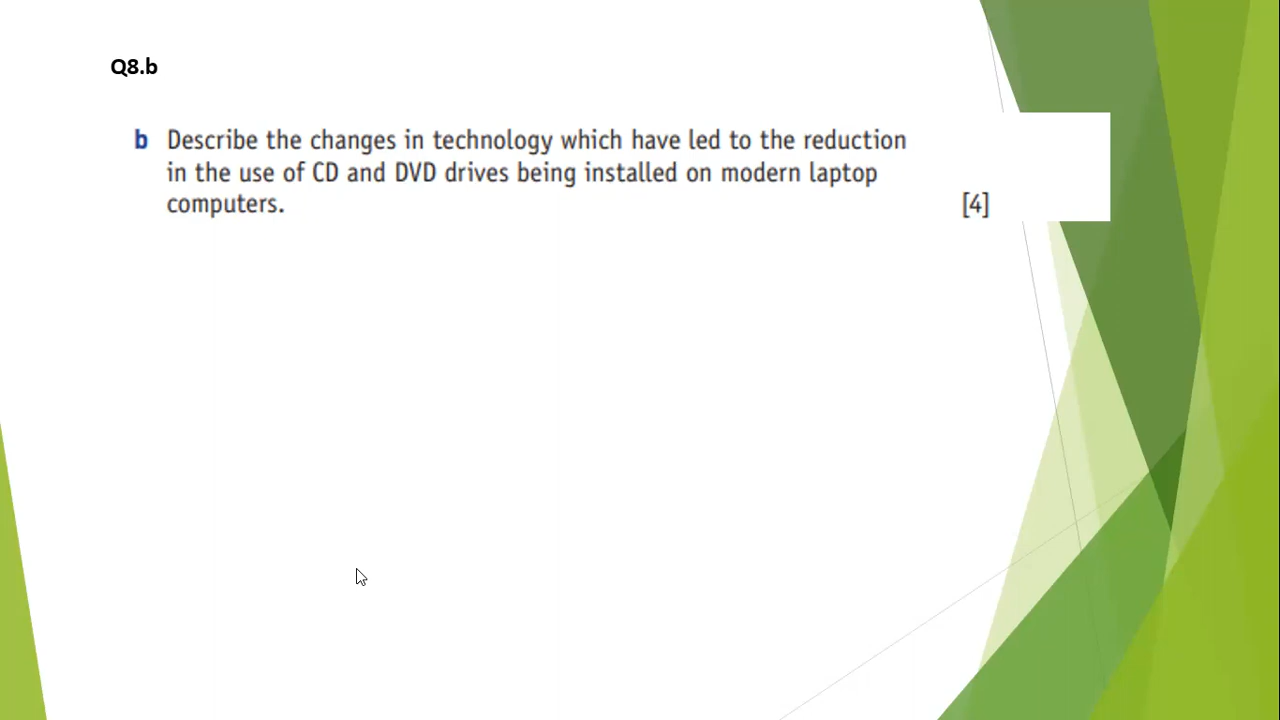 Q8.b
b Describe the changes in technology which have led to the reduction
in the use of CD and DVD drives being installed on modern laptop
computers. [4]